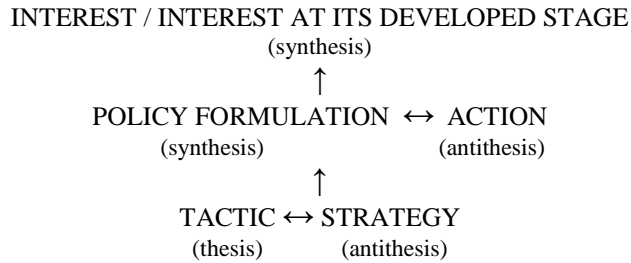 INTEREST / INTEREST AT ITS DEVELOPED STAGE
(synthesis)
↑
POLICY FORMULATION ↔ ACTION
(synthesis) (antithesis)
↑
TACTIC ↔ STRATEGY
(thesis) (antithesis)